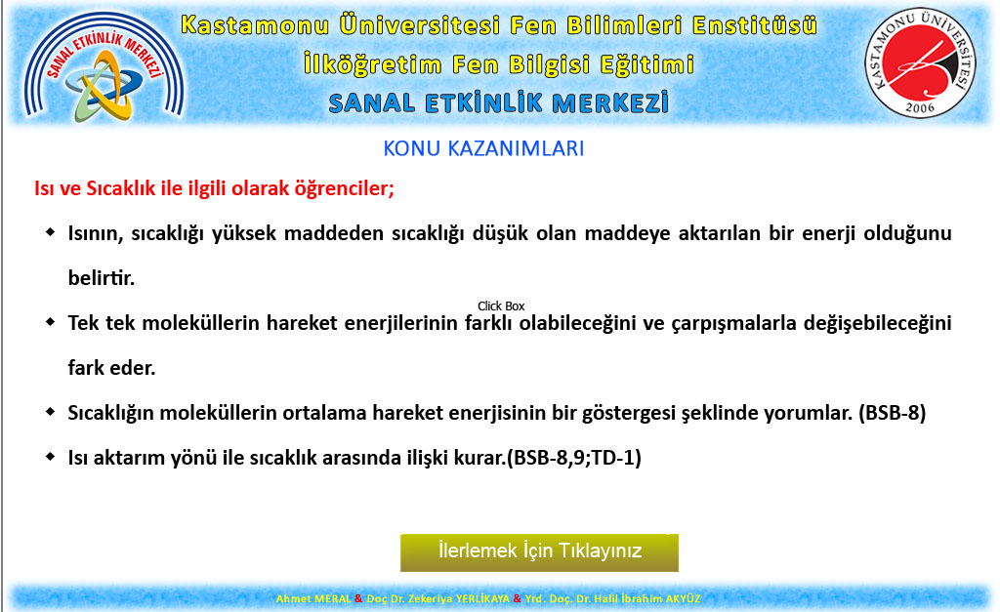 SANAL ETKİNLİK MERKEZİ
Kastamonu Üniversitesi Fen Bilimleri Enstitüsü
İlköğretim Fen Bilgisi Eğitimi
SANAL ETKİNLİK MERKEZİ
KASTAMONU ÜNİVERSİTESİ
2006
KONU KAZANIMLARI
Isı ve Sıcaklık ile ilgili olarak öğrenciler;
◆ Isının, sıcaklığı yüksek maddeden sıcaklığı düşük olan maddeye aktarılan bir enerji olduğunu
belirtir.
Click Box
◆ Tek tek moleküllerin hareket enerjilerinin farklı olabileceğini ve çarpışmalarla değişebileceğini
fark eder.
◆ Sıcaklığın moleküllerin ortalama hareket enerjisinin bir göstergesi şeklinde yorumlar. (BSB-8)
◆ Isı aktarım yönü ile sıcaklık arasında ilişki kurar.(BSB-8,9;TD-1)
İlerlemek İçin Tıklayınız
Ahmet MERAL & Doç Dr. Zekeriya YERLİKAYA & Yrd. Doç. Dr. Halil İbrahim AKYÜZ